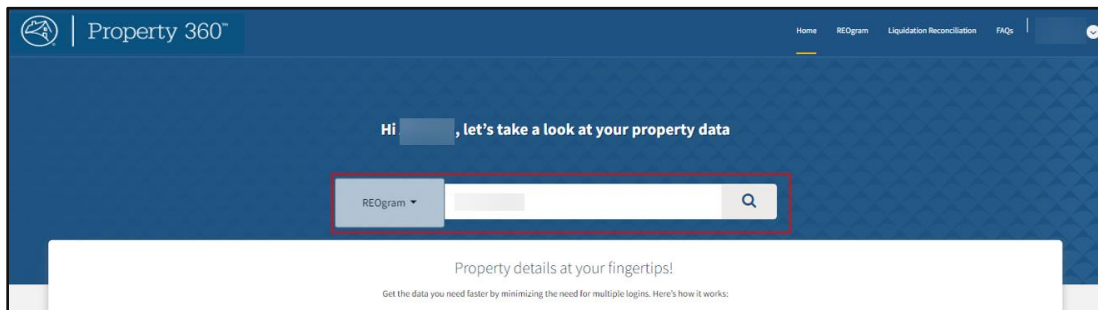 Property 360™
Home REOgram Liquidation Reconciliation FAQs
Hi , let's take a look at your property data
REOgram
Property details at your fingertips!
Get the data you need faster by minimizing the need for multiple logins. Here's how it works: